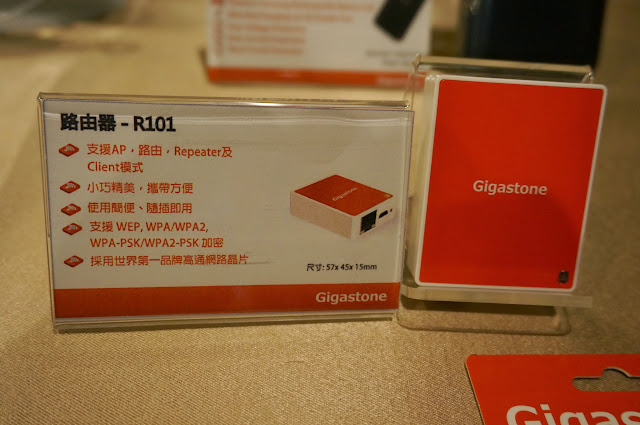 路由器 – R101
支援AP，路由，Repeater及
Client模式
小巧精美，攜帶方便
使用簡便、隨插即用
支援 WEP, WPA/WPA2,
WPA-PSK/WPA2-PSK 加密
採用世界第一品牌高通網路晶片
尺寸: 57x 45x 15mm
Gigastone
Gigastone
Gigastone